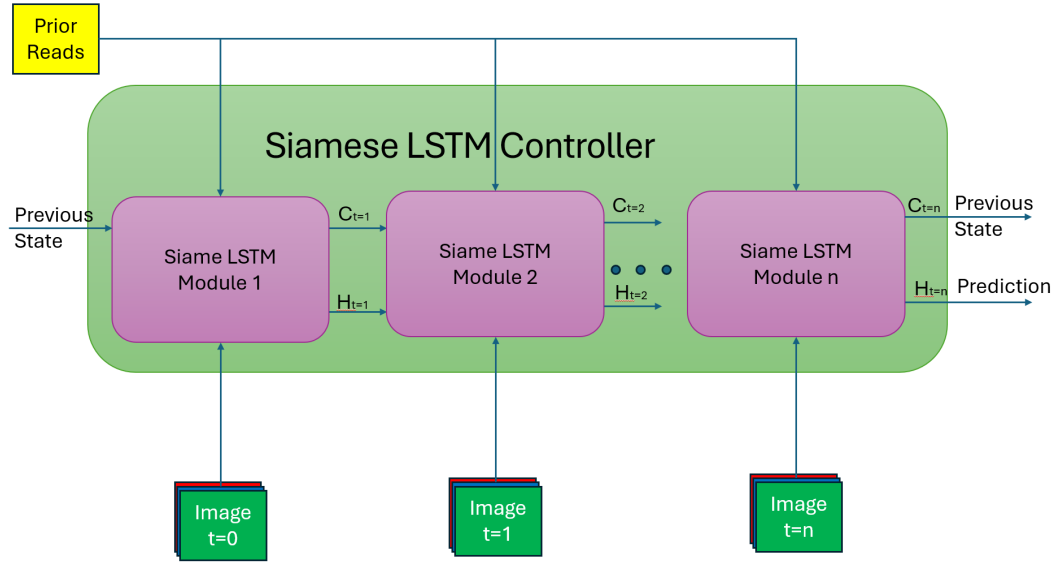 Prior
Reads
Siamese LSTM Controller
Previous
State
Siame LSTM
Module 1
Ct=1
Ht=1
Siame LSTM
Module 2
Ct=2
Ht=2
Siame LSTM
Module n
Ct=n
Previous
State
Ht=n
Prediction
Image
t=0
Image
t=1
Image
t=n